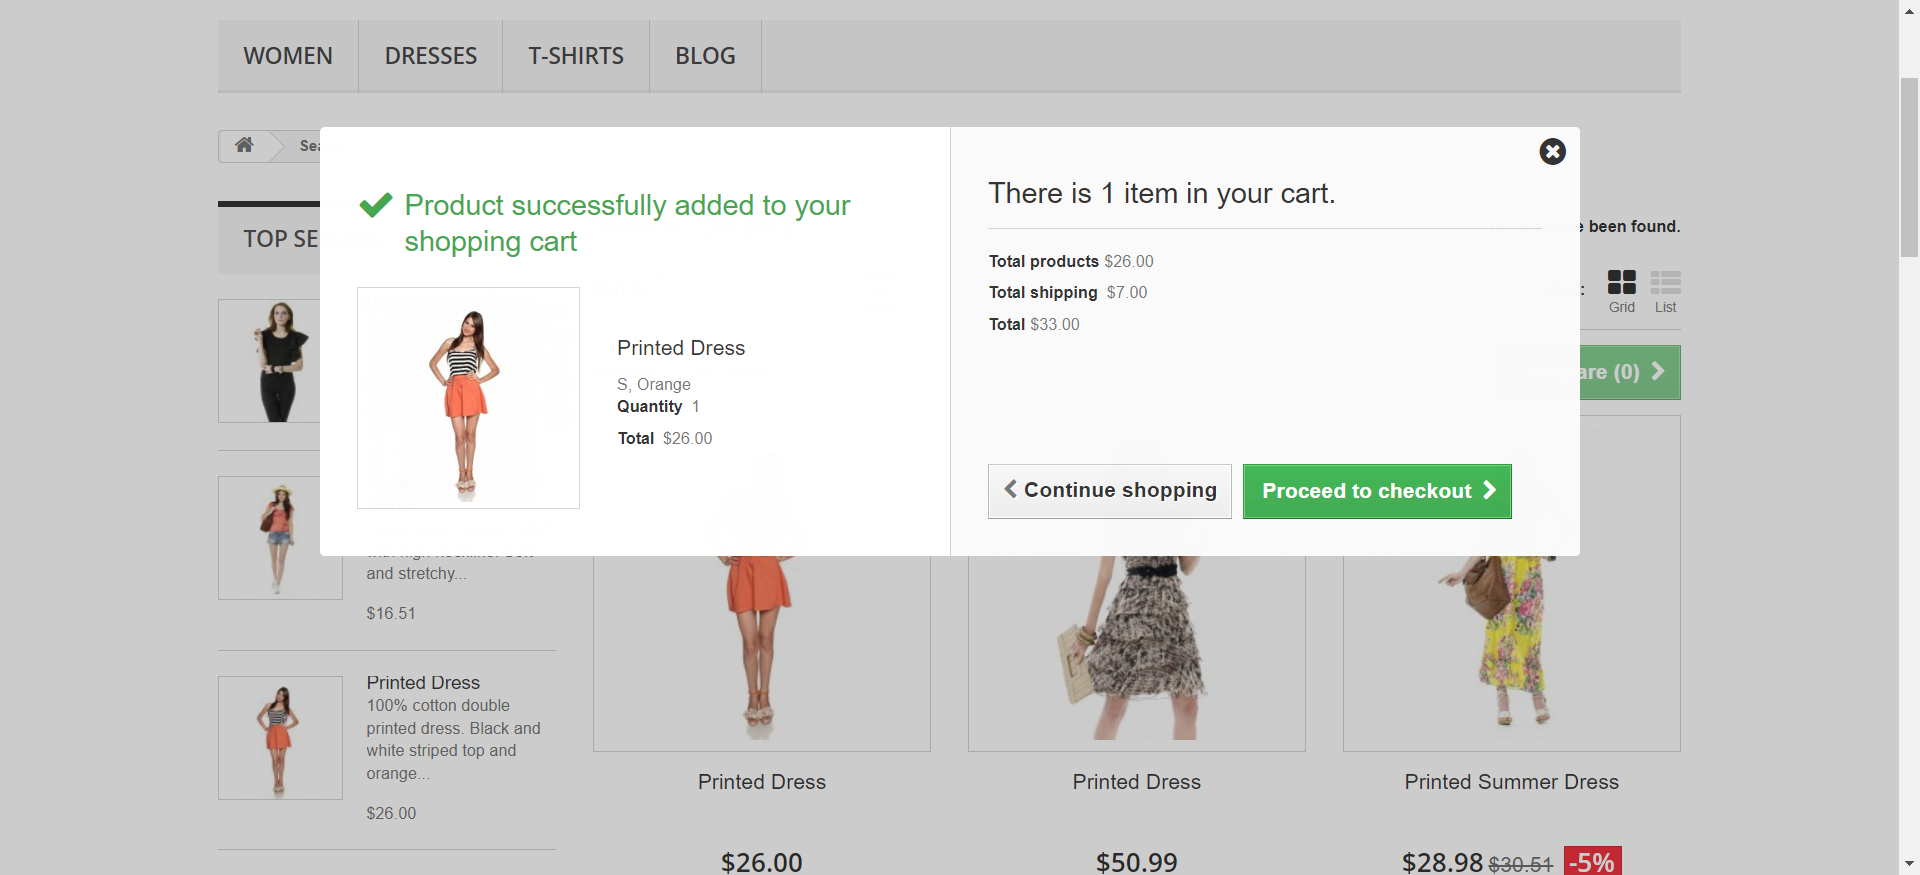 WOMEN
DRESSES
T-SHIRTS
BLOG
Product successfully added to your
shopping cart
Printed Dress
S, Orange
Quantity 1
Total $26.00
There is 1 item in your cart.
Total products $26.00
Total shipping $7.00
Total $33.00
Continue shopping
Proceed to checkout
been found.
Grid
List
(0)
TOP
and stretchy...
$16.51
Printed Dress
100% cotton double
printed dress. Black and
white striped top and
orange...
$26.00
Printed Dress
$26.00
Printed Dress
$50.99
Printed Summer Dress
$28.98 $30.51 -5%